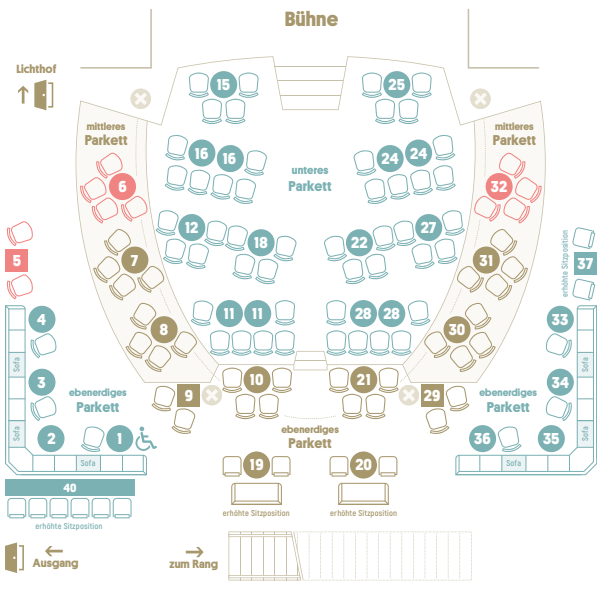 Bühne
Lichthof
15
25
mittleres
Parkett
mittleres
Parkett
16 16
24 24
unteres
Parkett
6
32
12
18
22
27
5
7
31
erhöhte Sitzposition
37
4
11 11
28 28
33
8
30
Sofa
3
10
21
34
9
29
ebenerdiges
Parkett
ebenerdiges
Parkett
Sofa
2
1
ebenerdiges
Parkett
36
35
Sofa
Sofa
Sofa
Sofa
19
20
40
erhöhte Sitzposition
erhöhte Sitzposition
erhöhte Sitzposition
Ausgang
zum Rang